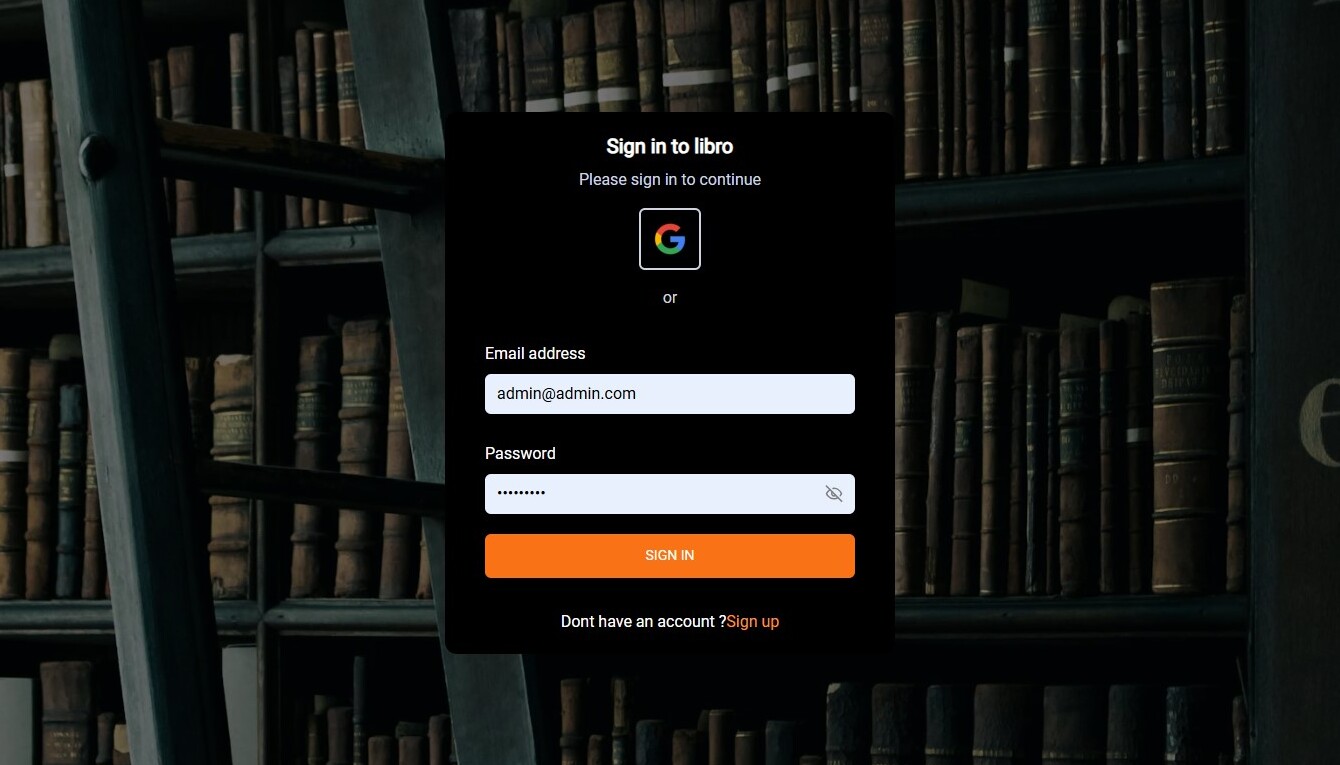 Sign in to libro
Please sign in to continue
or
Email address
admin@admin.com
Password
•••••••••
SIGN IN
Dont have an account ?Sign up